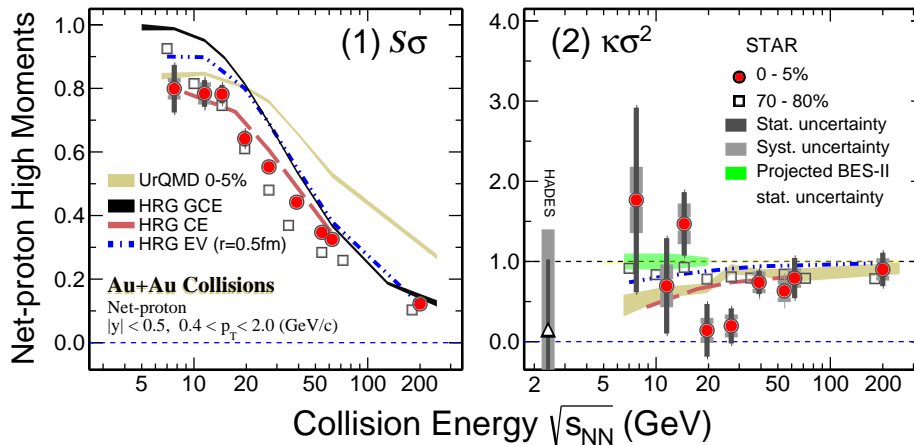 Net-proton High Moments
1.0
0.8
0.6
0.4
0.2
0.0
(1) Sσ
UrQMD 0-5%
HRG GCE
HRG CE
HRG EV (r=0.5fm)
Au+Au Collisions
Net-proton
|y| < 0.5, 0.4 < p_T < 2.0 (GeV/c)
5 10 20 50 100 200
(2) κσ²
4.0
3.0
2.0
1.0
0.0
HADES
STAR
0 - 5%
70 - 80%
Stat. uncertainty
Syst. uncertainty
Projected BES-II
stat. uncertainty
2 5 10 20 50 100 200
Collision Energy √s_NN (GeV)